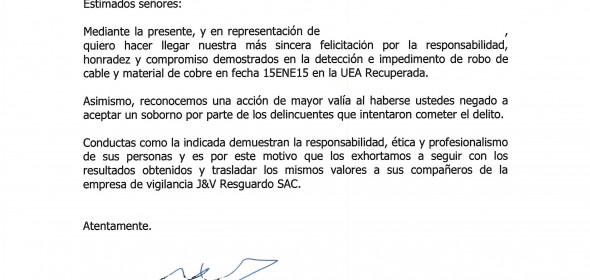 Estimados señores:
Mediante la presente, y en representación de ,
quiero hacer llegar nuestra más sincera felicitación por la responsabilidad,
honradez y compromiso demostrados en la detección e impedimento de robo de
cable y material de cobre en fecha 15ENE15 en la UEA Recuperada.
Asimismo, reconocemos una acción de mayor valía al haberse ustedes negado a
aceptar un soborno por parte de los delincuentes que intentaron cometer el delito.
Conductas como la indicada demuestran la responsabilidad, ética y profesionalismo
de sus personas y es por este motivo que los exhortamos a seguir con los
resultados obtenidos y trasladar los mismos valores a sus compañeros de la
empresa de vigilancia J&V Resguardo SAC.
Atentamente.